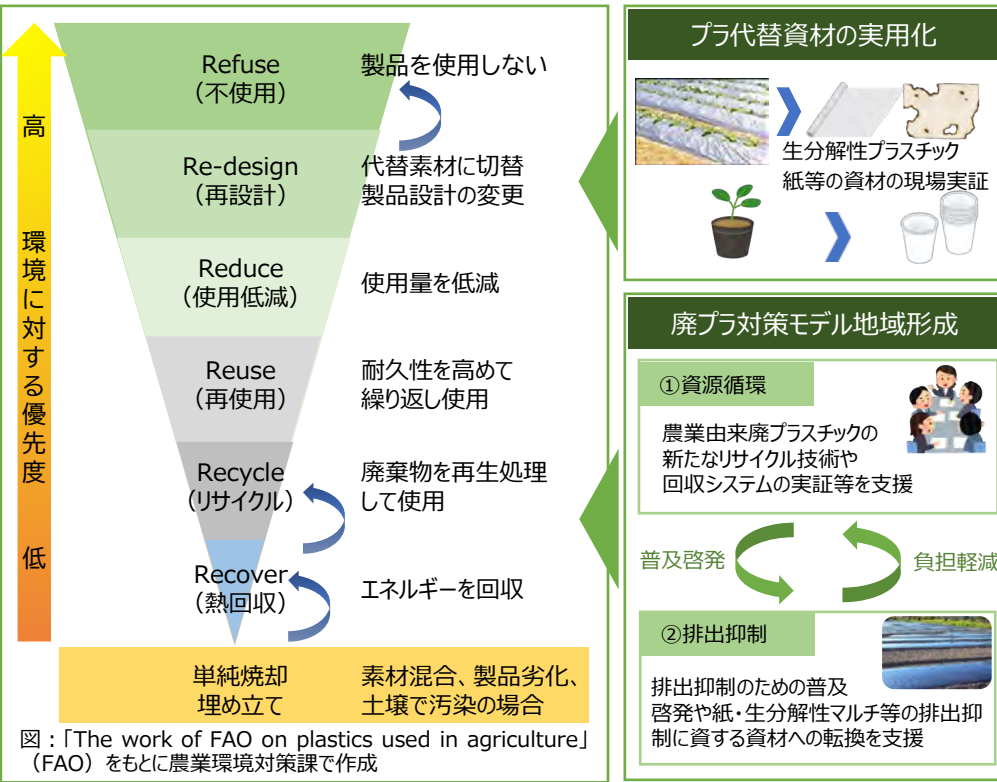 高
環境に対する優先度
低
Refuse
（不使用）
製品を使用しない
Re-design
（再設計）
代替素材に切替
製品設計の変更
Reduce
（使用低減）
使用量を低減
Reuse
（再使用）
耐久性を高めて
繰り返し使用
Recycle
（リサイクル）
廃棄物を再生処理
して使用
Recover
（熱回収）
エネルギーを回収
単純焼却
埋め立て
素材混合、製品劣化、
土壌で汚染の場合
図：「The work of FAO on plastics used in agriculture」
（FAO）をもとに農業環境対策課で作成
プラ代替資材の実用化
生分解性プラスチック
紙等の資材の現場実証
廃プラ対策モデル地域形成
①資源循環
農業由来廃プラスチックの
新たなリサイクル技術や
回収システムの実証等を支援
普及啓発
負担軽減
②排出抑制
排出抑制のための普及
啓発や紙・生分解性マルチ等の排出抑
制に資する資材への転換を支援